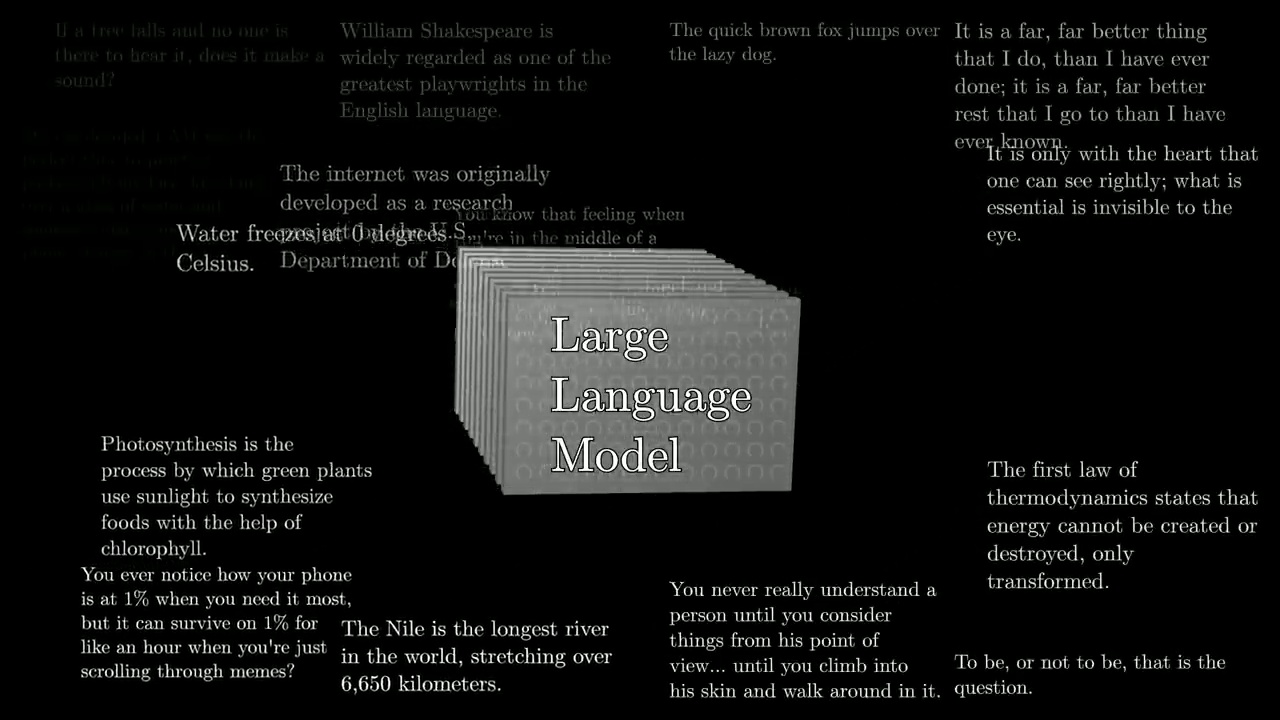 If a tree falls and no one is
there to hear it, does it make a
sound?
William Shakespeare is
widely regarded as one of the
greatest playwrights in the
English language.
The quick brown fox jumps over
the lazy dog.
It is a far, far better thing
that I do, than I have ever
done; it is a far, far better
rest that I go to than I have
ever known.
It is only with the heart that
one can see rightly; what is
essential is invisible to the
eye.
The internet was originally
developed as a research
project by the U.S.
Department of
You know that feeling when
you're in the middle of a
Water freezes at 0 degrees
Celsius.
Large
Language
Model
Photosynthesis is the
process by which green plants
use sunlight to synthesize
foods with the help of
chlorophyll.
You ever notice how your phone
is at 1% when you need it most,
but it can survive on 1% for
like an hour when you're just
scrolling through memes?
The Nile is the longest river
in the world, stretching over
6,650 kilometers.
You never really understand a
person until you consider
things from his point of
view... until you climb into
his skin and walk around in it.
The first law of
thermodynamics states that
energy cannot be created or
destroyed, only
transformed.
To be, or not to be, that is the
question.